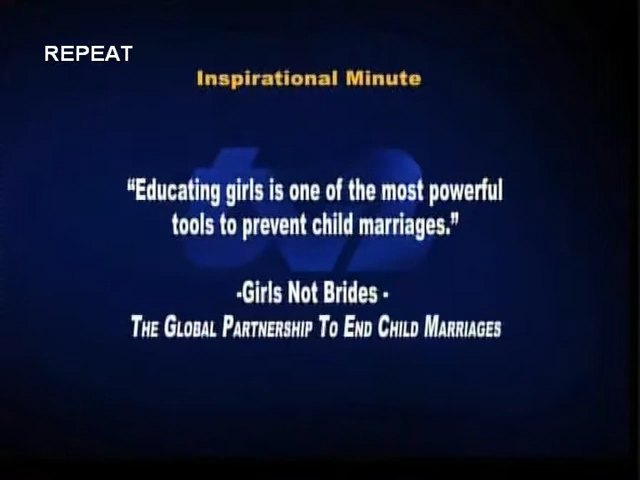 REPEAT
Inspirational Minute
“Educating girls is one of the most powerful
tools to prevent child marriages.”
-Girls Not Brides -
THE GLOBAL PARTNERSHIP TO END CHILD MARRIAGES
tv2